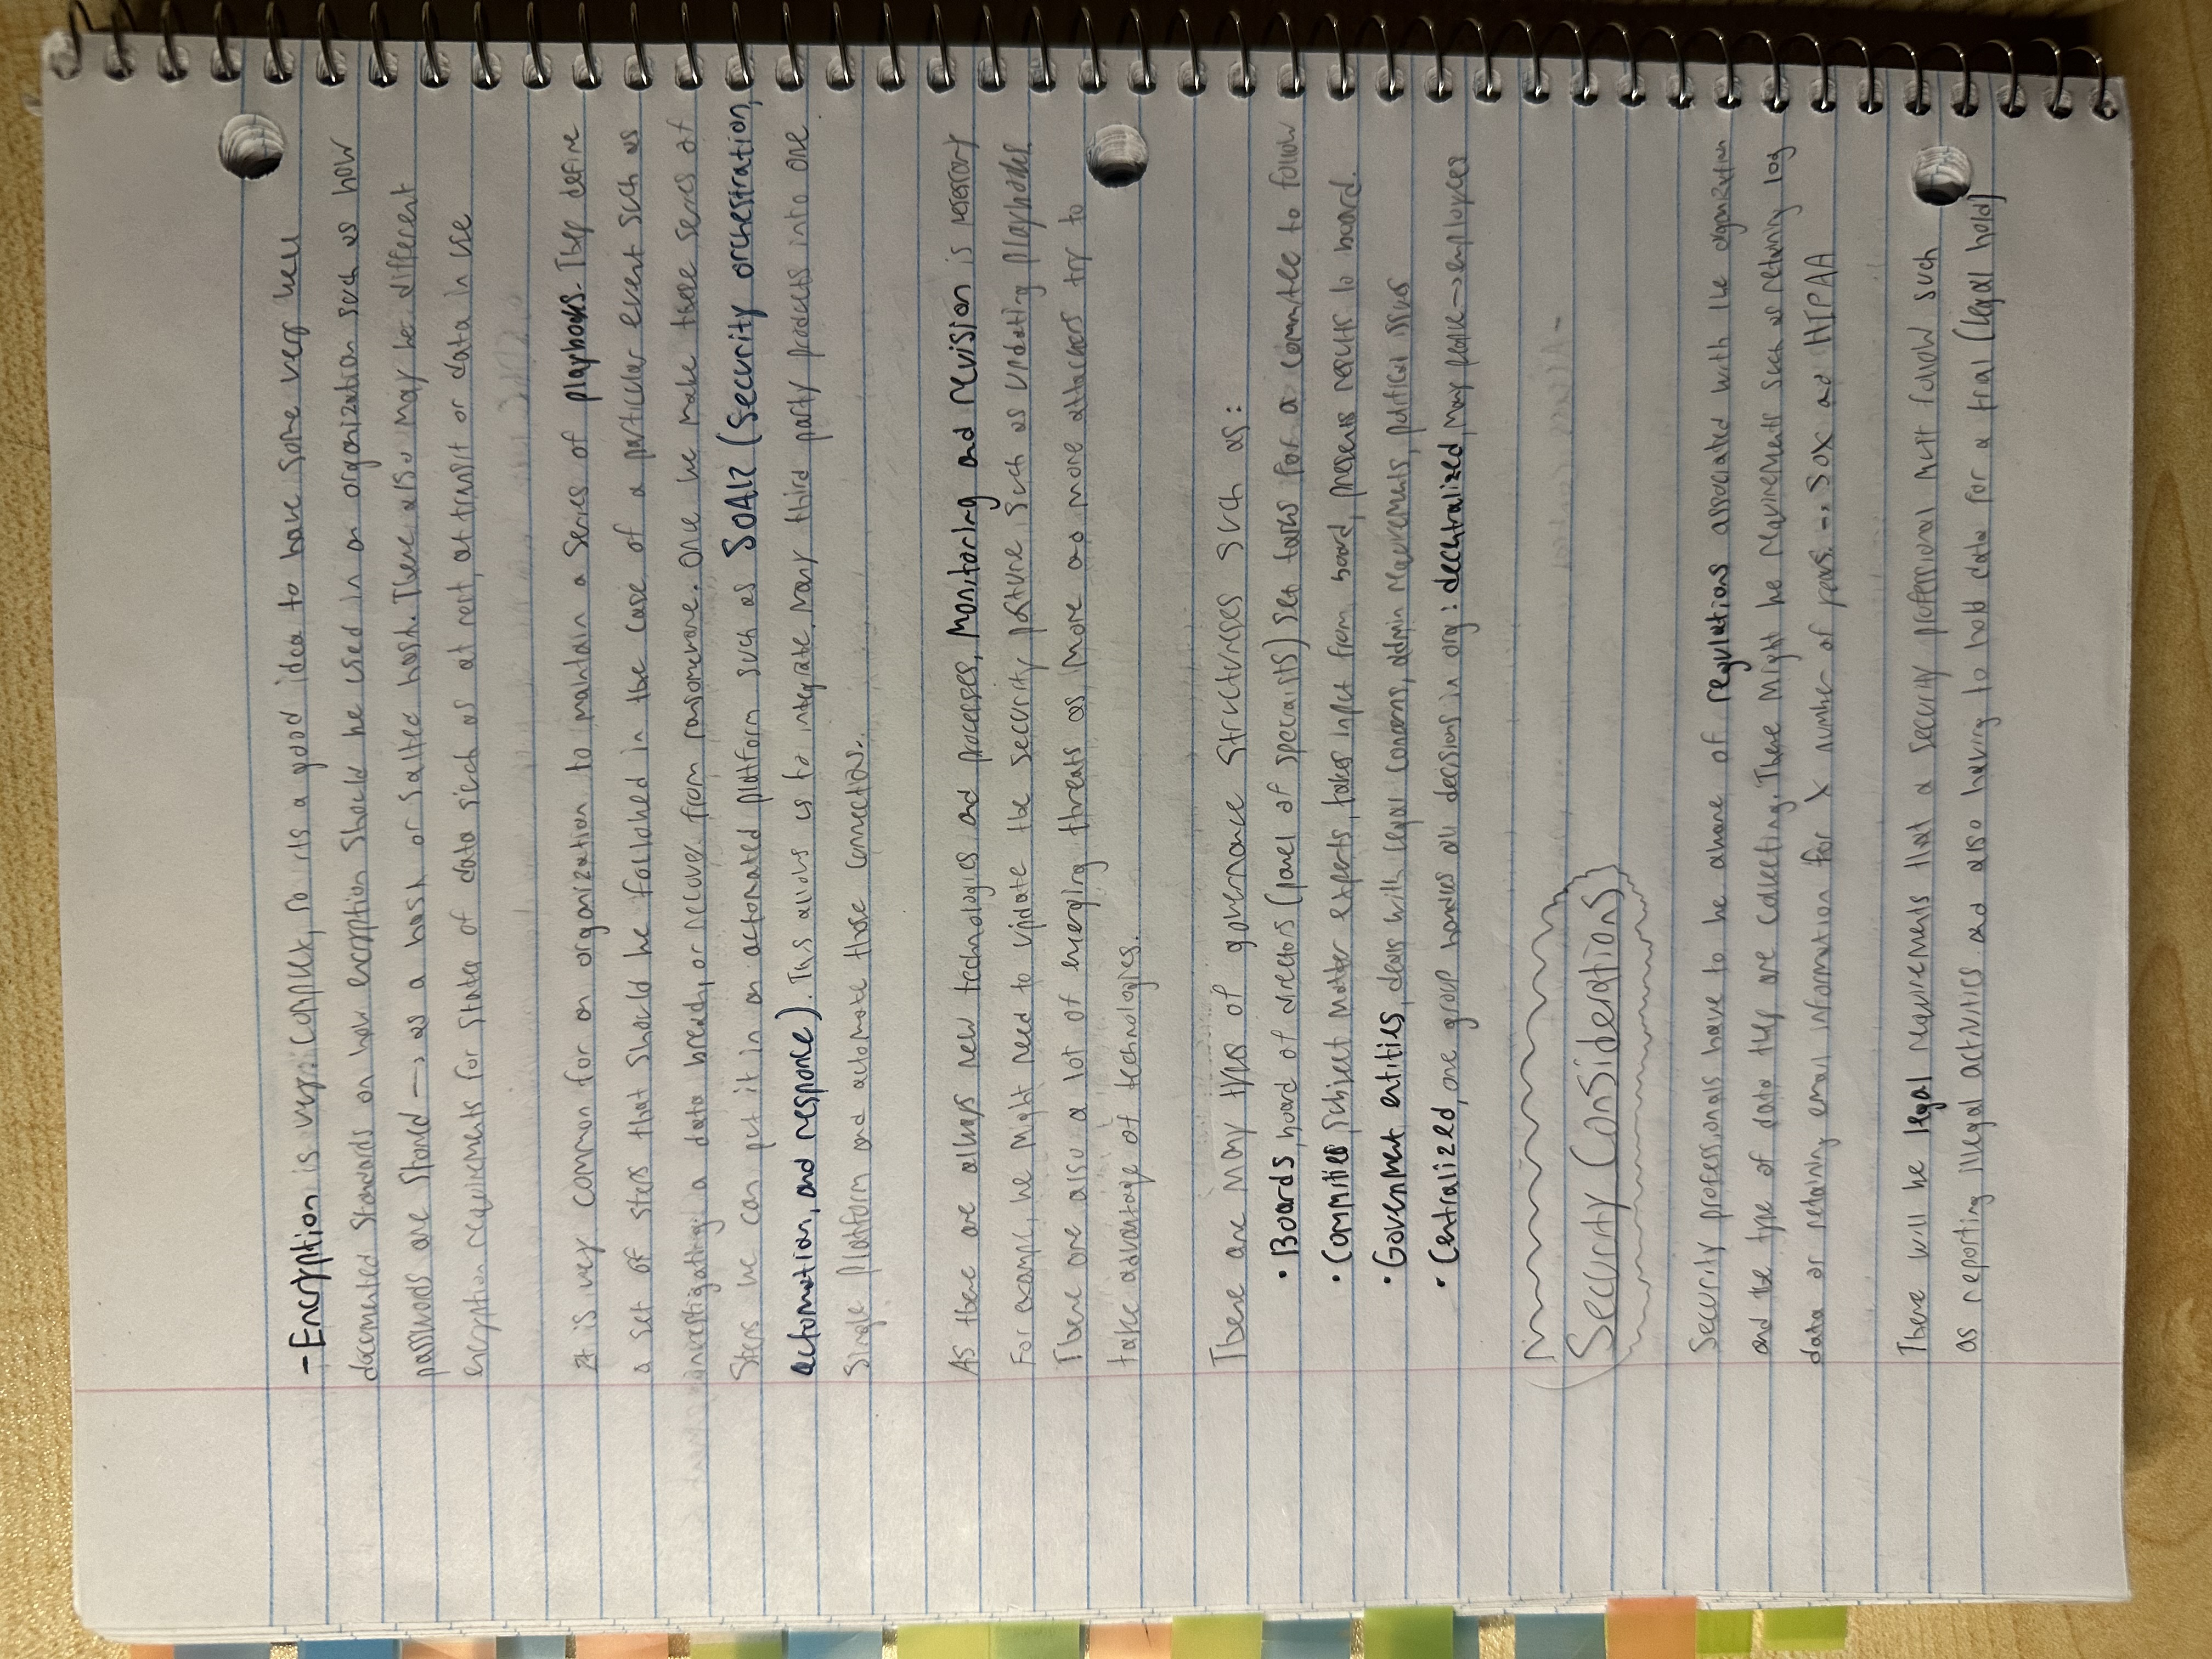 - Encryption is very complex, so its a good idea to have some very well
documented standards on how encryption should be used in an organization such as how
passwords are stored → as a hash or salted hash. There also may be different
encryption requirements for states of data such as at rest, at transit or data in use
It is very common for an organization to maintain a series of playbooks. They define
a set of steps that should be followed in the case of a particular event such as
investigating a data breach, or recover from ransomware. Once we make these series of
steps we can put it in an automated platform such as SOAR (Security orchestration,
automation, and response). This allows us to integrate many third party products into one
single platform and automate those connections.
As there are always new technologies and processes, Monitoring and revision is necessary
For example, we might need to update the security posture such as updating playbooks.
There are also a lot of emerging threats as more and more attackers try to
take advantage of technologies.
There are many types of governance structureses such as:
• Boards, board of directors (panel of specialists) set tasks for a committee to follow
• Committies, subject matter experts, takes input from board, presents results to board.
• Government entities, deals with legal concerns, admin requirements, political issues
• Centralized, one group handles all decisions in org: decentralized, many people → employees
Security Considerations
Security professionals have to be aware of regulations associated with the organization
and the type of data they are collecting. There might be requirements such as retaining log
data or retaining email information for X number of years. → SOX and HIPAA
There will be legal requirements that a security professional must follow such
as reporting illegal activities and also having to hold data for a trial (legal hold)